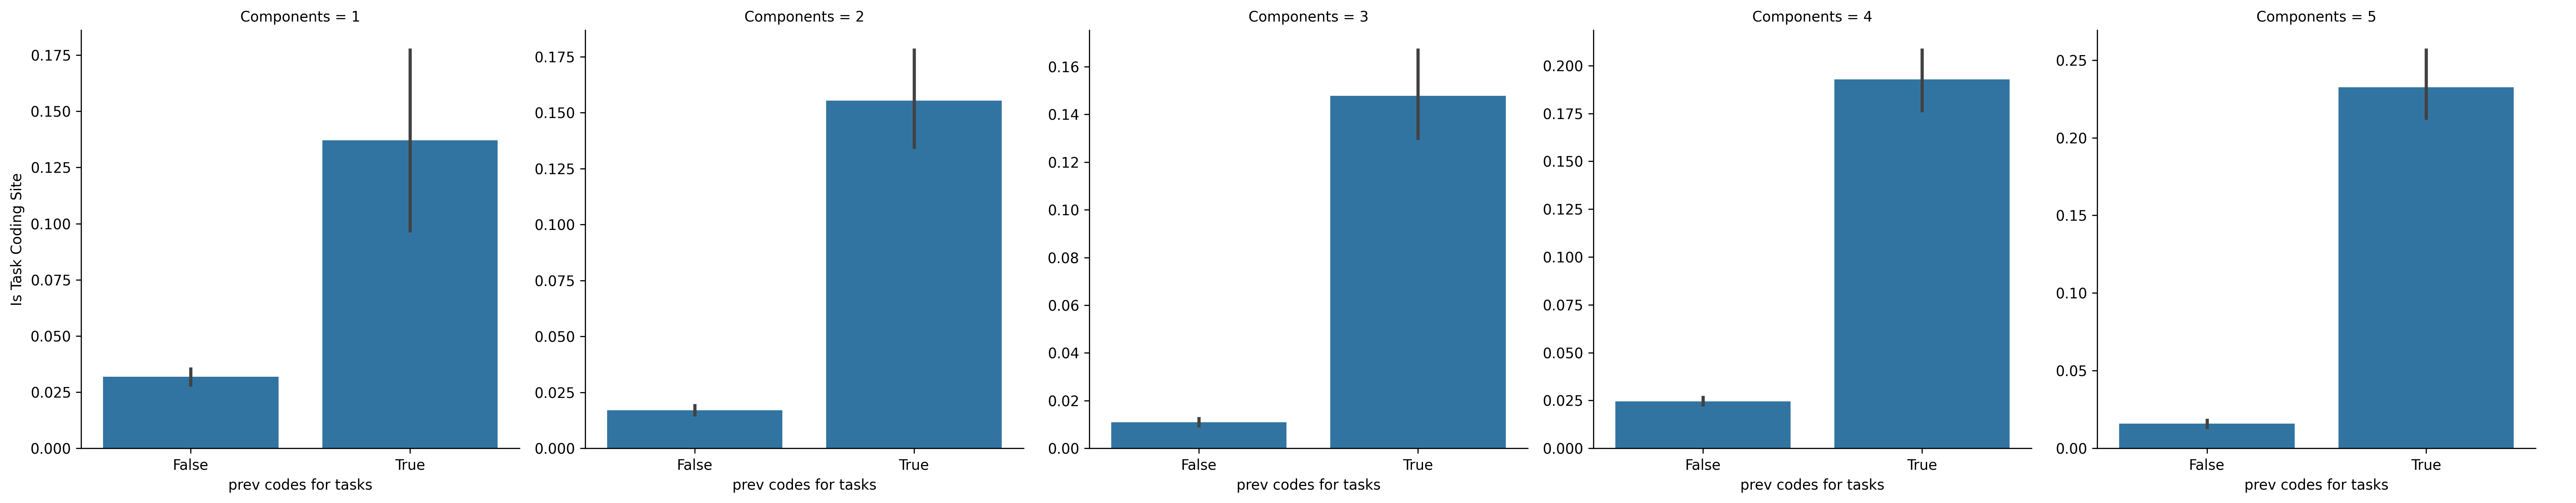 Components = 1
Components = 2
Components = 3
Components = 4
Components = 5
Is Task Coding Site
0.175
0.150
0.125
0.100
0.075
0.050
0.025
0.000
False
True
prev codes for tasks
0.175
0.150
0.125
0.100
0.075
0.050
0.025
0.000
False
True
prev codes for tasks
0.16
0.14
0.12
0.10
0.08
0.06
0.04
0.02
0.00
False
True
prev codes for tasks
0.200
0.175
0.150
0.125
0.100
0.075
0.050
0.025
0.000
False
True
prev codes for tasks
0.25
0.20
0.15
0.10
0.05
0.00
False
True
prev codes for tasks